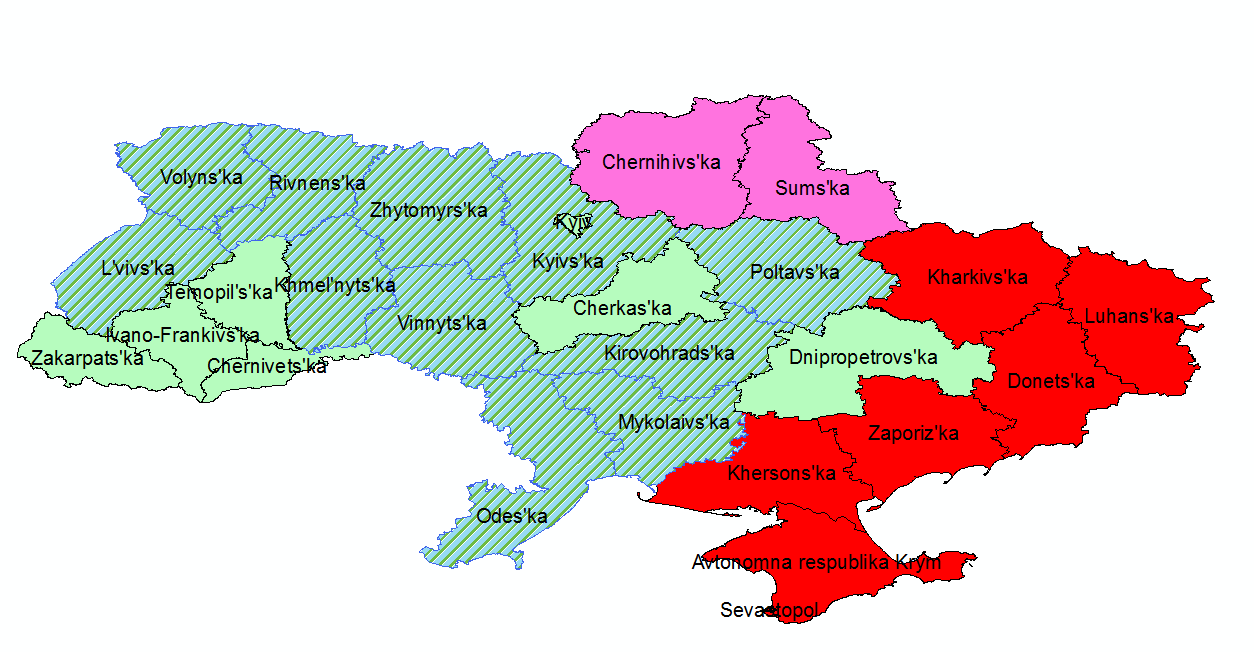 Chernihivs'ka
Sums'ka
Volyns'ka
Rivnens'ka
Zhytomyrs'ka
Kyiv
L'vivs'ka
Kyivs'ka
Poltavs'ka
Kharkivs'ka
Ternopil's'ka
Khmel'nyts'ka
Cherkas'ka
Luhans'ka
Vinnyts'ka
Ivano-Frankivs'ka
Zakarpats'ka
Chernivets'ka
Kirovohrads'ka
Dnipropetrovs'ka
Donets'ka
Mykolaivs'ka
Zaporiz'ka
Khersons'ka
Odes'ka
Avtonomna respublika Krym
Sevastopol